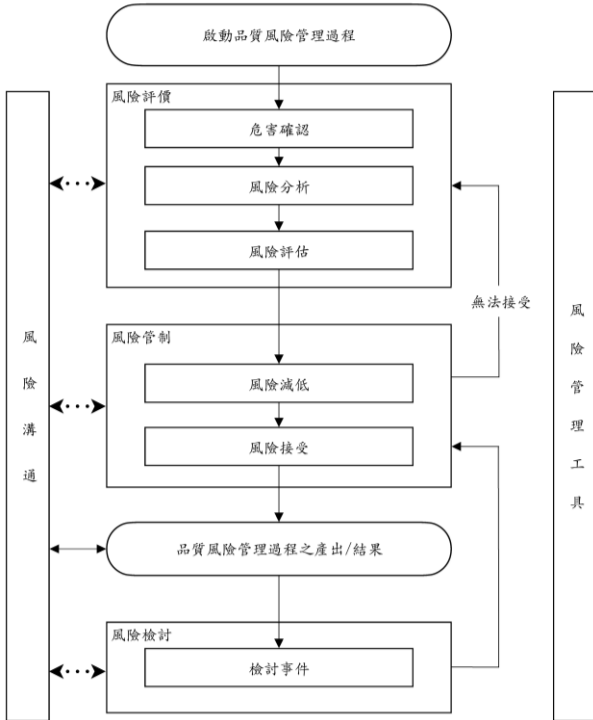 啟動品質風險管理過程
風險評價
危害確認
風險分析
風險評估
無法接受
風險管制
風險減低
風險接受
品質風險管理過程之產出/結果
風險檢討
檢討事件
風險溝通
風險管理工具